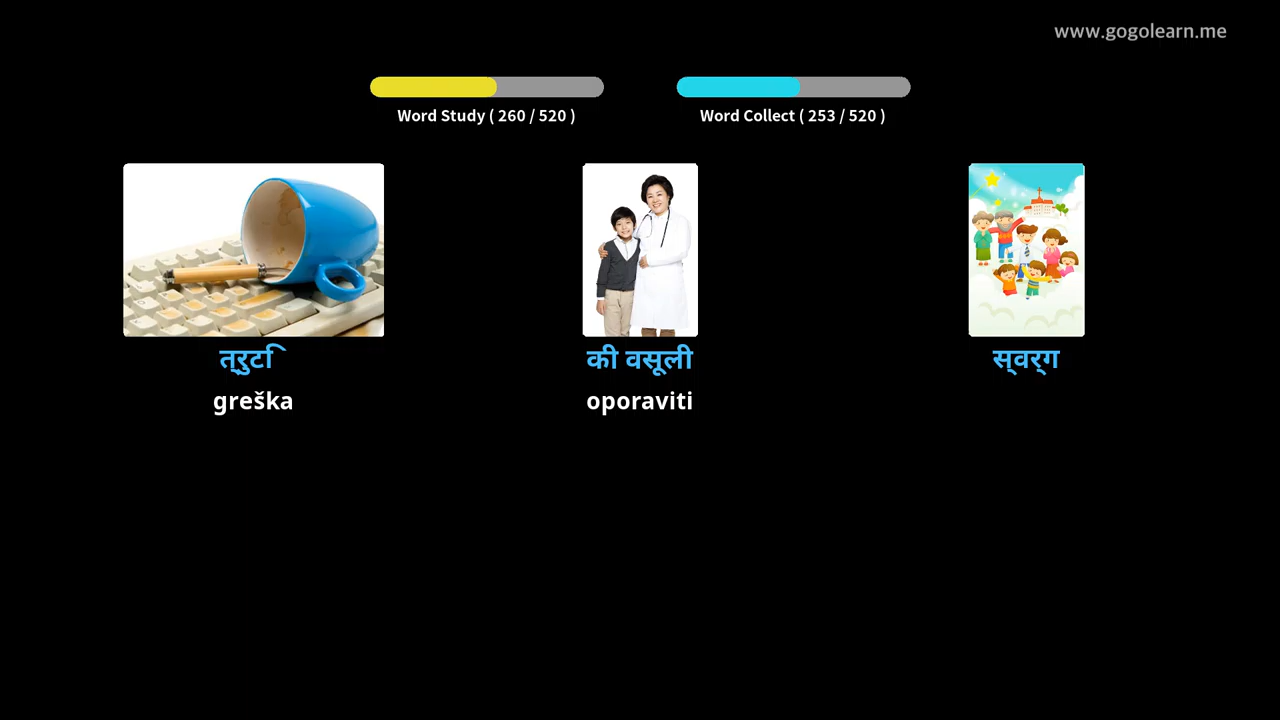 www.gogolearn.me
Word Study ( 260 / 520 )
Word Collect ( 253 / 520 )
त्रुटि
की वसूली
स्वर्ग
greška
oporaviti